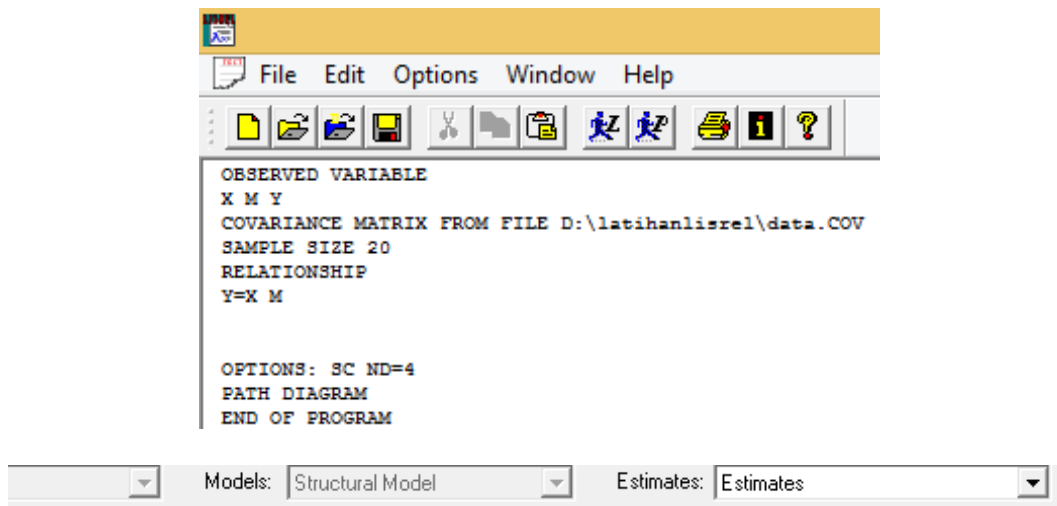 File Edit Options Window Help
OBSERVED VARIABLE
X M Y
COVARIANCE MATRIX FROM FILE D:\latihanlisrel\data.COV
SAMPLE SIZE 20
RELATIONSHIP
Y=X M
OPTIONS: SC ND=4
PATH DIAGRAM
END OF PROGRAM
Models: Structural Model Estimates: Estimates